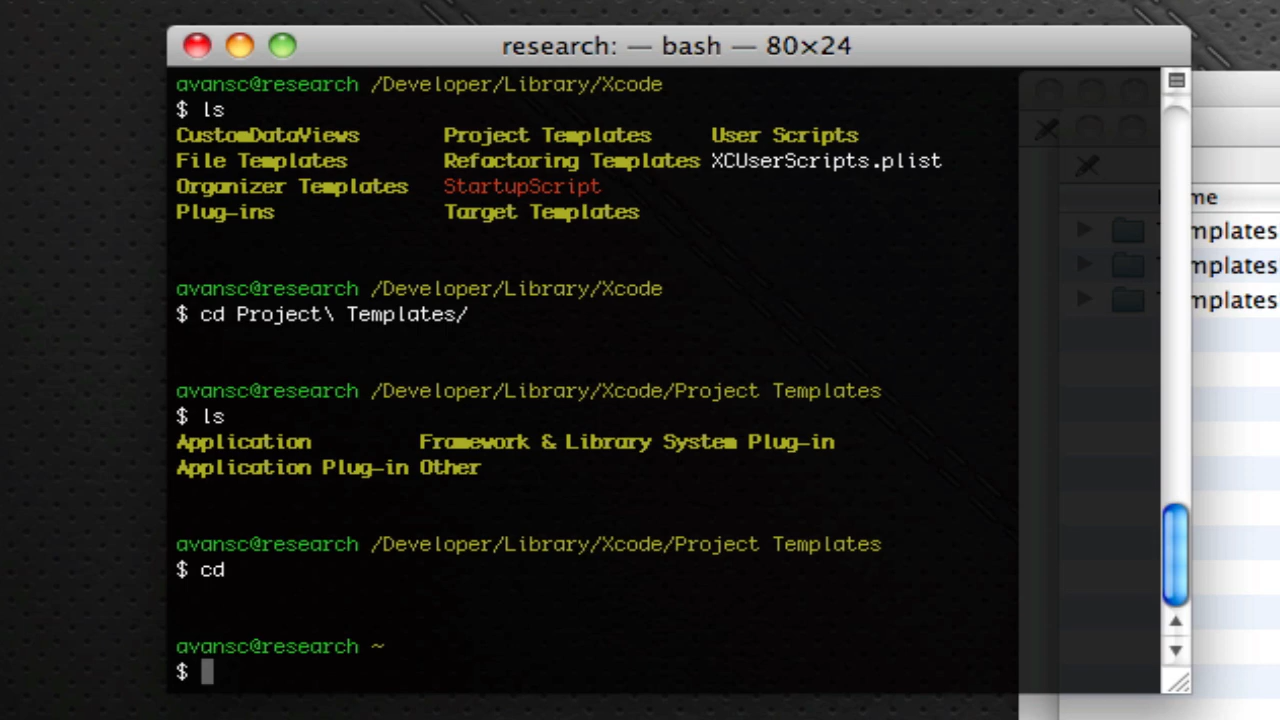 research: — bash — 80×24
avansc@research /Developer/Library/Xcode
$ ls
CustomDataViews Project Templates User Scripts
File Templates Refactoring Templates XCUserScripts.plist
Organizer Templates StartupScript
Plug-ins Target Templates
avansc@research /Developer/Library/Xcode
$ cd Project\ Templates/
avansc@research /Developer/Library/Xcode/Project Templates
$ ls
Application Framework & Library System Plug-in
Application Plug-in Other
avansc@research /Developer/Library/Xcode/Project Templates
$ cd
avansc@research ~
$
me
mplates
mplates
mplates